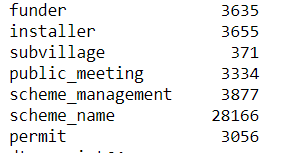 funder 3635
installer 3655
subvillage 371
public_meeting 3334
scheme_management 3877
scheme_name 28166
permit 3056